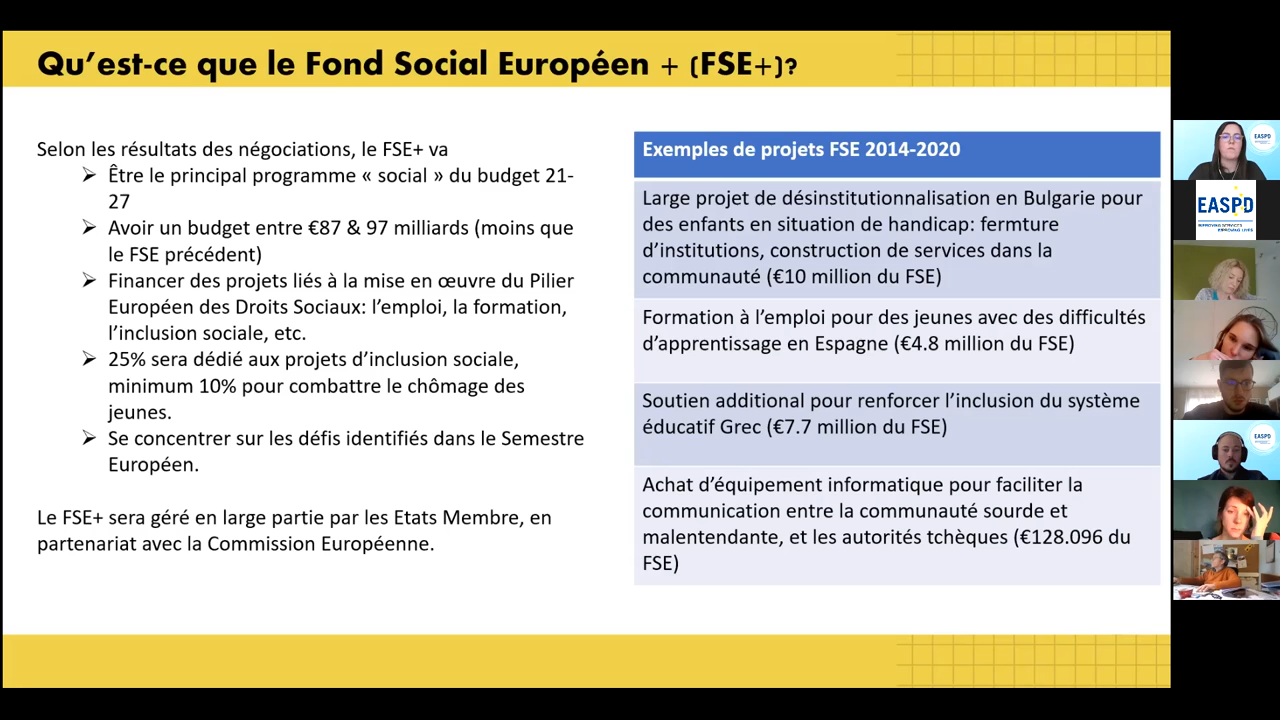 Qu'est-ce que le Fond Social Européen + (FSE+)?
Selon les résultats des négociations, le FSE+ va
➢ Être le principal programme « social » du budget 21-
27
➢ Avoir un budget entre €87 & 97 milliards (moins que
le FSE précédent)
➢ Financer des projets liés à la mise en œuvre du Pilier
Européen des Droits Sociaux: l'emploi, la formation,
l'inclusion sociale, etc.
➢ 25% sera dédié aux projets d'inclusion sociale,
minimum 10% pour combattre le chômage des
jeunes.
➢ Se concentrer sur les défis identifiés dans le Semestre
Européen.
Le FSE+ sera géré en large partie par les Etats Membre, en
partenariat avec la Commission Européenne.
Exemples de projets FSE 2014-2020
Large projet de désinstitutionnalisation en Bulgarie pour
des enfants en situation de handicap: fermture
d'institutions, construction de services dans la
communauté (€10 million du FSE)
Formation à l'emploi pour des jeunes avec des difficultés
d'apprentissage en Espagne (€4.8 million du FSE)
Soutien additional pour renforcer l'inclusion du système
éducatif Grec (€7.7 million du FSE)
Achat d'équipement informatique pour faciliter la
communication entre la communauté sourde et
malentendante, et les autorités tchèques (€128.096 du
FSE)
EASPD
EASPD
IMPROVING SERVICES
IMPROVING LIVES
EASPD